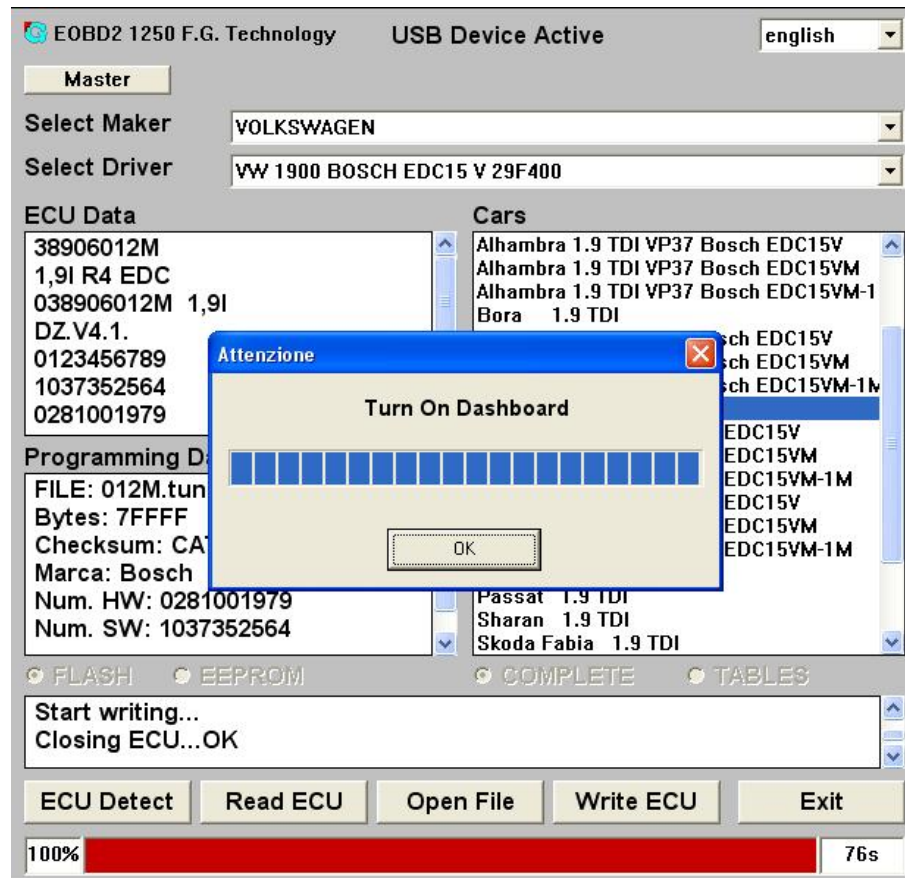 EOBD2 1250 F.G. Technology USB Device Active english
Master
Select Maker VOLKSWAGEN
Select Driver VW 1900 BOSCH EDC15 V 29F400
ECU Data
38906012M
1,9l R4 EDC
038906012M 1,9l
DZ.V4.1.
0123456789
1037352564
0281001979
Cars
Alhambra 1.9 TDI VP37 Bosch EDC15V
Alhambra 1.9 TDI VP37 Bosch EDC15VM
Alhambra 1.9 TDI VP37 Bosch EDC15VM-1
Bora 1.9 TDI
sch EDC15V
sch EDC15VM
sch EDC15VM-1M
EDC15V
EDC15VM
EDC15VM-1M
EDC15V
EDC15VM
EDC15VM-1M
Passat 1.9 TDI
Sharan 1.9 TDI
Skoda Fabia 1.9 TDI
Attenzione
Turn On Dashboard
OK
Programming Da
FILE: 012M.tun
Bytes: 7FFFF
Checksum: CA
Marca: Bosch
Num. HW: 0281001979
Num. SW: 1037352564
FLASH EEPROM COMPLETE TABLES
Start writing...
Closing ECU...OK
ECU Detect Read ECU Open File Write ECU Exit
100% 76s